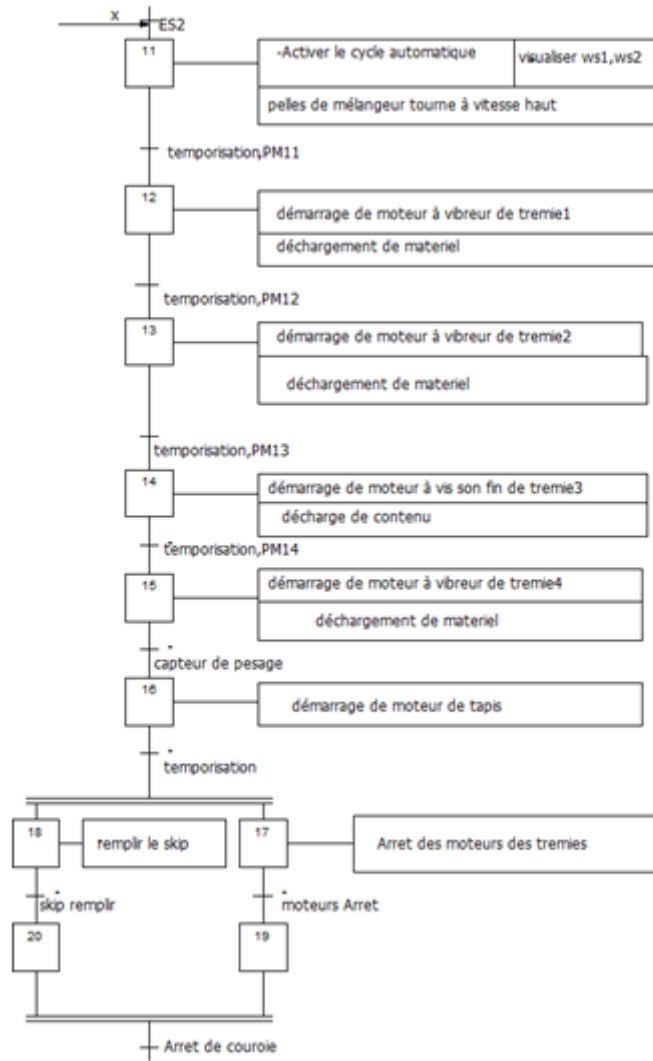 X
ES2
11
-Activer le cycle automatique
visualiser ws1,ws2
pelles de mélangeur tourne à vitesse haut
temporisation,PM11
12
démarrage de moteur à vibreur de tremie1
déchargement de materiel
temporisation,PM12
13
démarrage de moteur à vibreur de tremie2
déchargement de materiel
temporisation,PM13
14
démarrage de moteur à vis son fin de tremie3
décharge de contenu
temporisation,PM14
15
démarrage de moteur à vibreur de tremie4
déchargement de materiel
capteur de pesage
16
démarrage de moteur de tapis
temporisation
18
remplir le skip
17
Arret des moteurs des tremies
skip remplir
moteurs Arret
20
19
Arret de couroie